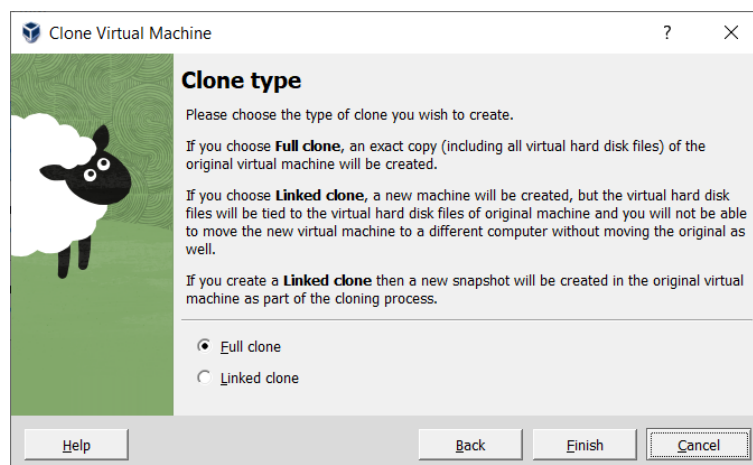 Clone Virtual Machine
?
Clone type
Please choose the type of clone you wish to create.
If you choose Full clone, an exact copy (including all virtual hard disk files) of the
original virtual machine will be created.
If you choose Linked clone, a new machine will be created, but the virtual hard disk
files will be tied to the virtual hard disk files of original machine and you will not be able
to move the new virtual machine to a different computer without moving the original as
well.
If you create a Linked clone then a new snapshot will be created in the original virtual
machine as part of the cloning process.
Full clone
Linked clone
Help
Back
Finish
Cancel